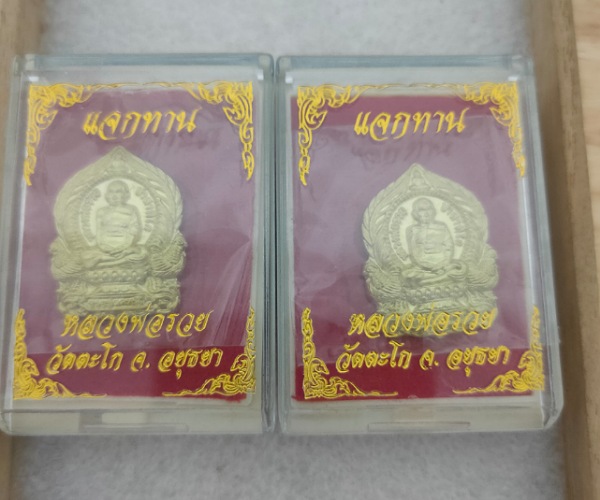 แจกทาน
หลวงพ่อรวย
วัดตะโก จ. อยุธยา
แจกทาน
หลวงพ่อรวย
วัดตะโก จ. อยุธยา